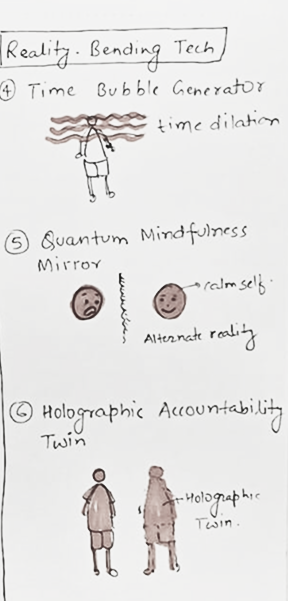 Reality. Bending Tech
④ Time Bubble Generator
time dilation
⑤ Quantum Mindfulness
Mirror
calm self.
Alternate reality
⑥ Holographic Accountability
Twin
Holographic
Twin.